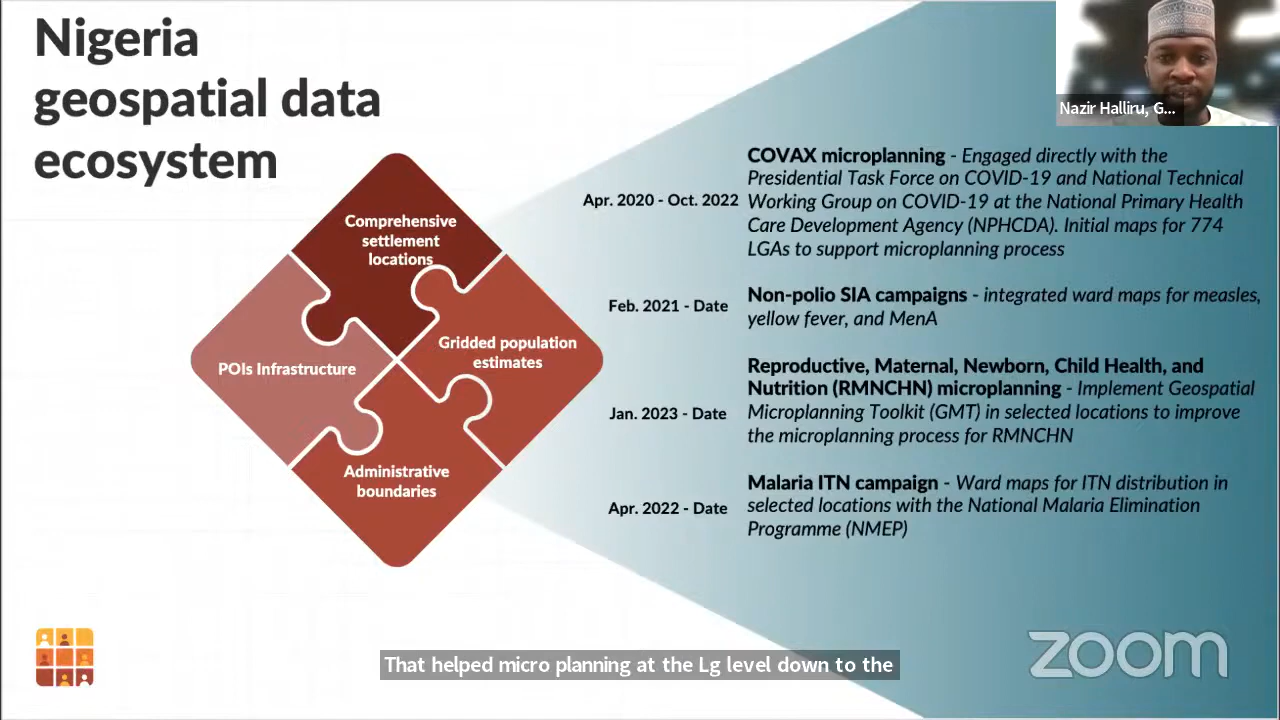 Nigeria
geospatial data
ecosystem
Nazir Halliru, G...
Comprehensive
settlement
locations
POIs Infrastructure
Gridded population
estimates
Administrative
boundaries
Apr. 2020 - Oct. 2022
COVAX microplanning - Engaged directly with the
Presidential Task Force on COVID-19 and National Technical
Working Group on COVID-19 at the National Primary Health
Care Development Agency (NPHCDA). Initial maps for 774
LGAs to support microplanning process
Feb. 2021 - Date
Non-polio SIA campaigns - integrated ward maps for measles,
yellow fever, and MenA
Jan. 2023 - Date
Reproductive, Maternal, Newborn, Child Health, and
Nutrition (RMNCHN) microplanning - Implement Geospatial
Microplanning Toolkit (GMT) in selected locations to improve
the microplanning process for RMNCHN
Apr. 2022 - Date
Malaria ITN campaign - Ward maps for ITN distribution in
selected locations with the National Malaria Elimination
Programme (NMEP)
That helped micro planning at the Lg level down to the
zoom